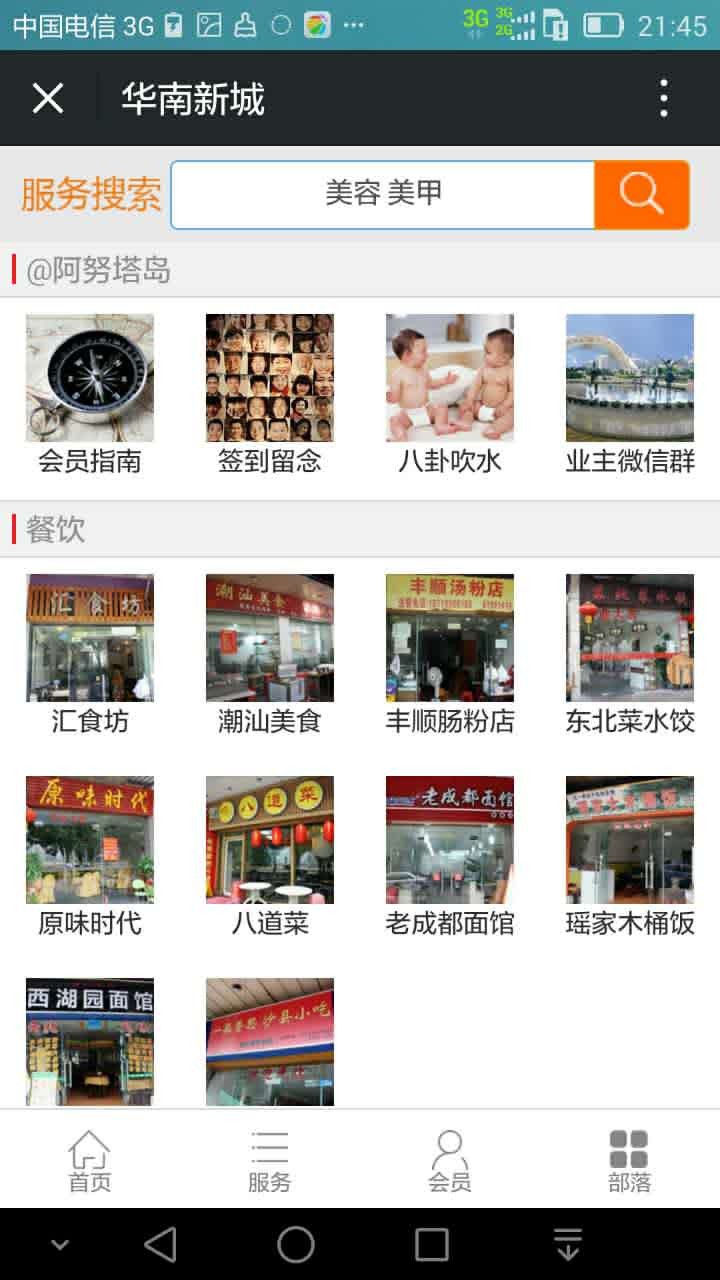 中国电信 3G
3G
3G
2G
21:45
华南新城
服务搜索
美容 美甲
@阿努塔岛
会员指南
签到留念
八卦吹水
业主微信群
餐饮
汇食坊
潮汕美食
丰顺汤粉店
汇食坊
潮汕美食
丰顺肠粉店
东北菜水饺
原味时代
八道菜
老成都面馆
原味时代
八道菜
老成都面馆
瑶家木桶饭
西湖园面馆
沙县小吃
首页
服务
会员
部落